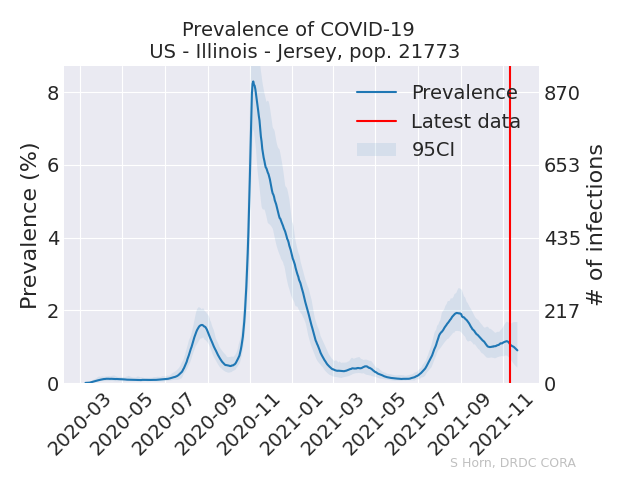 Prevalence of COVID-19
US - Illinois - Jersey, pop. 21773
Prevalence
Latest data
95CI
Prevalence (%)
8
6
4
2
0
870
653
435
217
0
# of infections
2020-03
2020-05
2020-07
2020-09
2020-11
2021-01
2021-03
2021-05
2021-07
2021-09
2021-11
S Horn, DRDC CORA